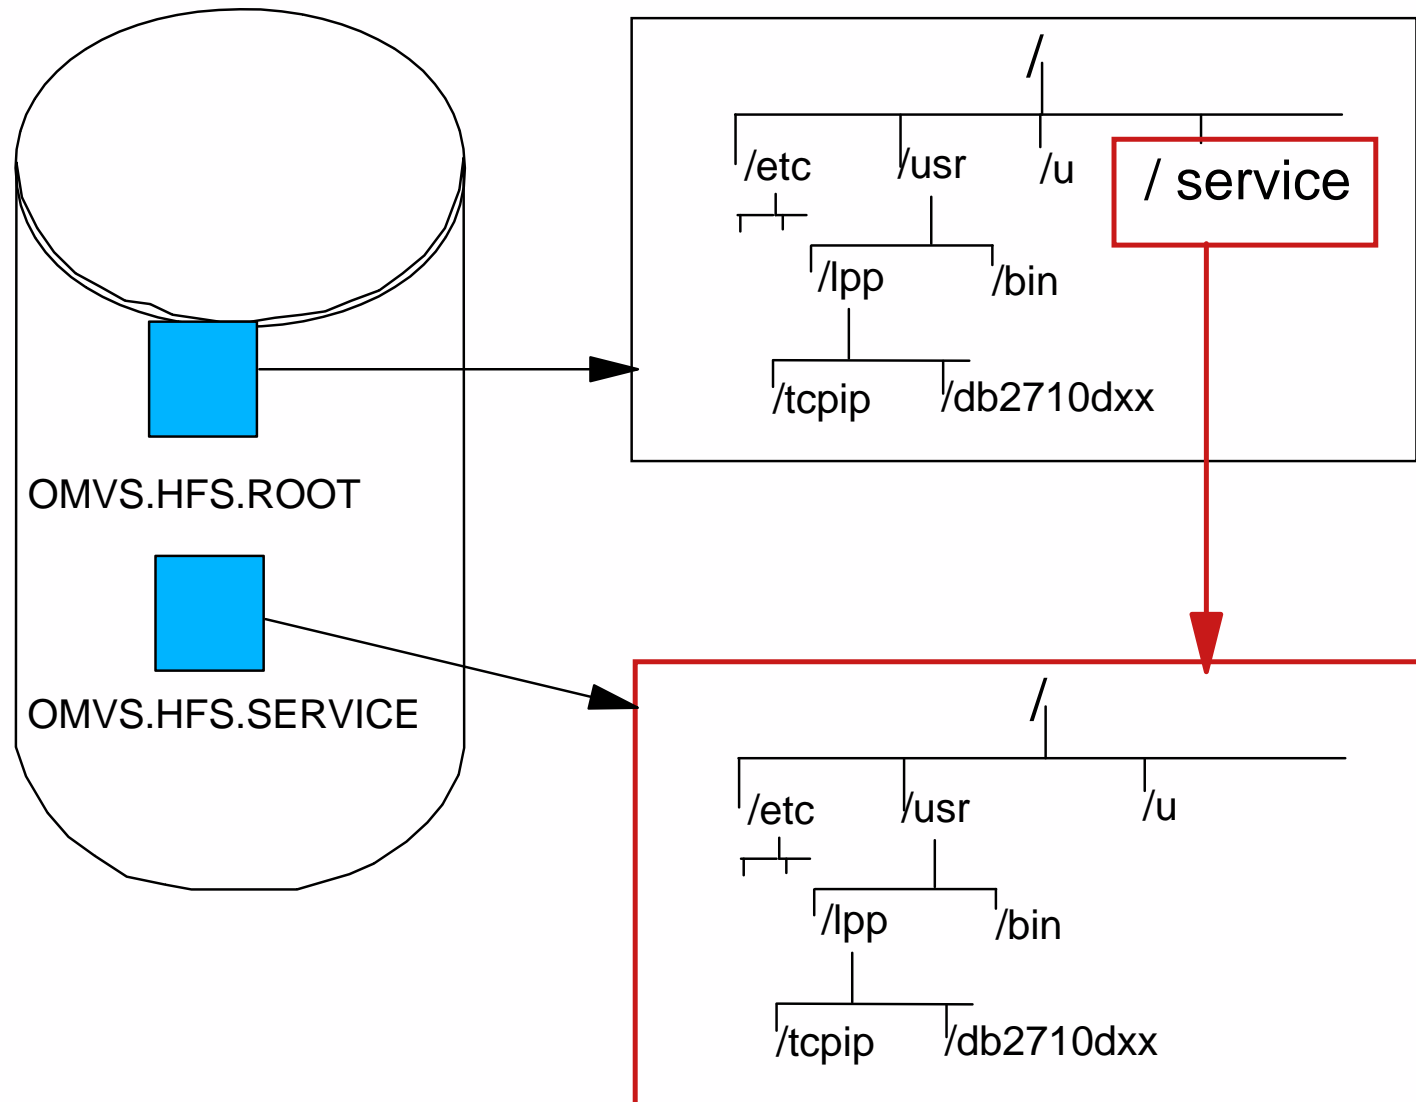 /
/etc
/usr
/u
/ service
/lpp
/bin
/tcpip
/db2710dxx
OMVS.HFS.ROOT
OMVS.HFS.SERVICE
/
/etc
/usr
/u
/lpp
/bin
/tcpip
/db2710dxx